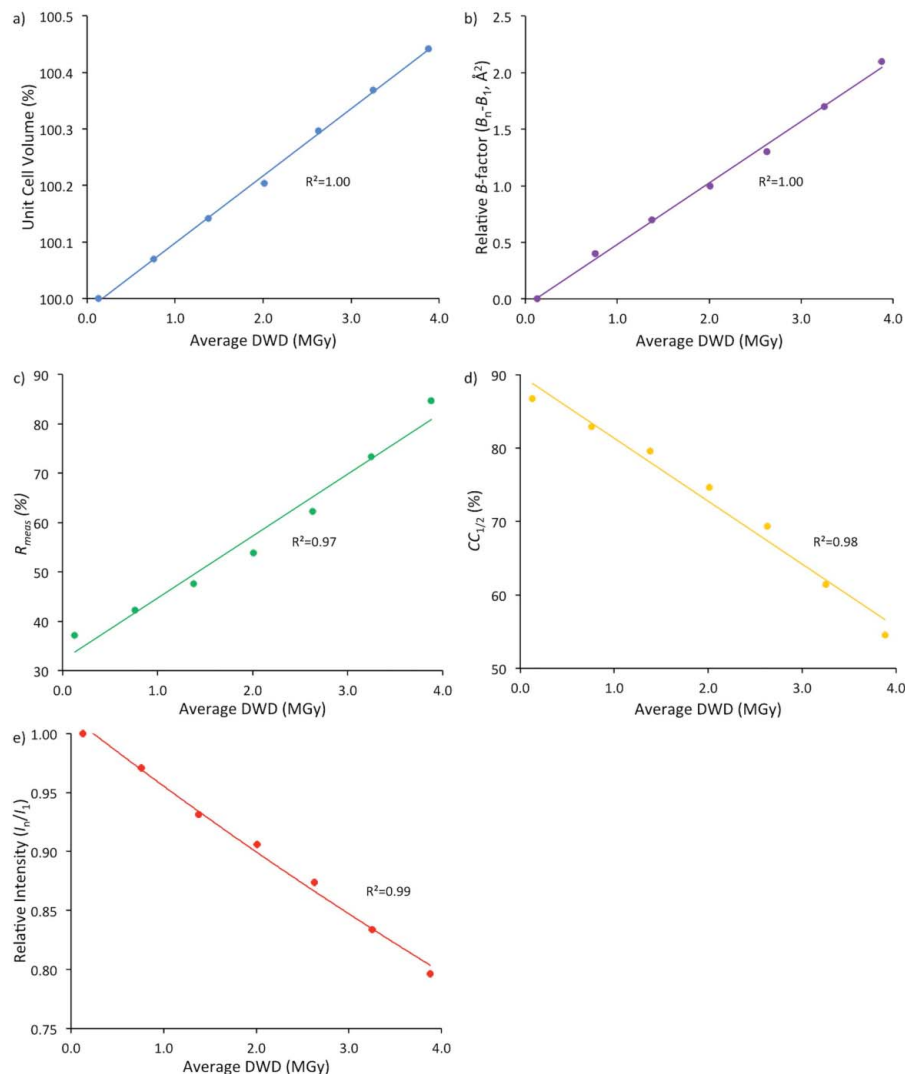 a)
100.5
100.4
100.3
100.2
100.1
100.0
Unit Cell Volume (%)
R²=1.00
0.0 1.0 2.0 3.0 4.0
Average DWD (MGy)
b)
2.5
2.0
1.5
1.0
0.5
0.0
Relative B-factor (Bn-B1, Å²)
R²=1.00
0.0 1.0 2.0 3.0 4.0
Average DWD (MGy)
c)
90
80
70
60
50
40
30
Rmeas (%)
R²=0.97
0.0 1.0 2.0 3.0 4.0
Average DWD (MGy)
d)
90
80
70
60
50
CC1/2 (%)
R²=0.98
0.0 1.0 2.0 3.0 4.0
Average DWD (MGy)
e)
1.00
0.95
0.90
0.85
0.80
0.75
Relative Intensity (In/I1)
R²=0.99
0.0 1.0 2.0 3.0 4.0
Average DWD (MGy)